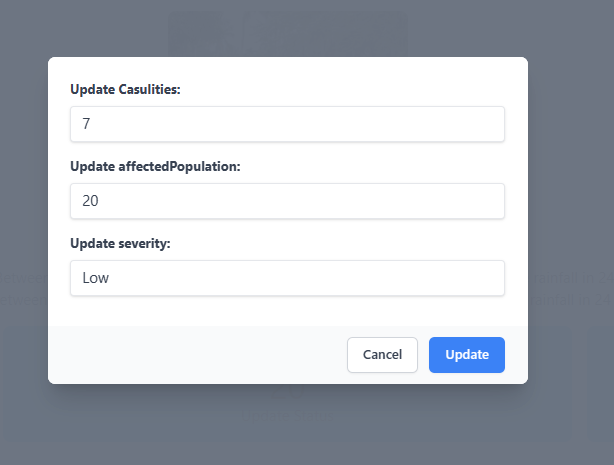 Update Casulities:
7
Update affectedPopulation:
20
Update severity:
Low
Cancel Update